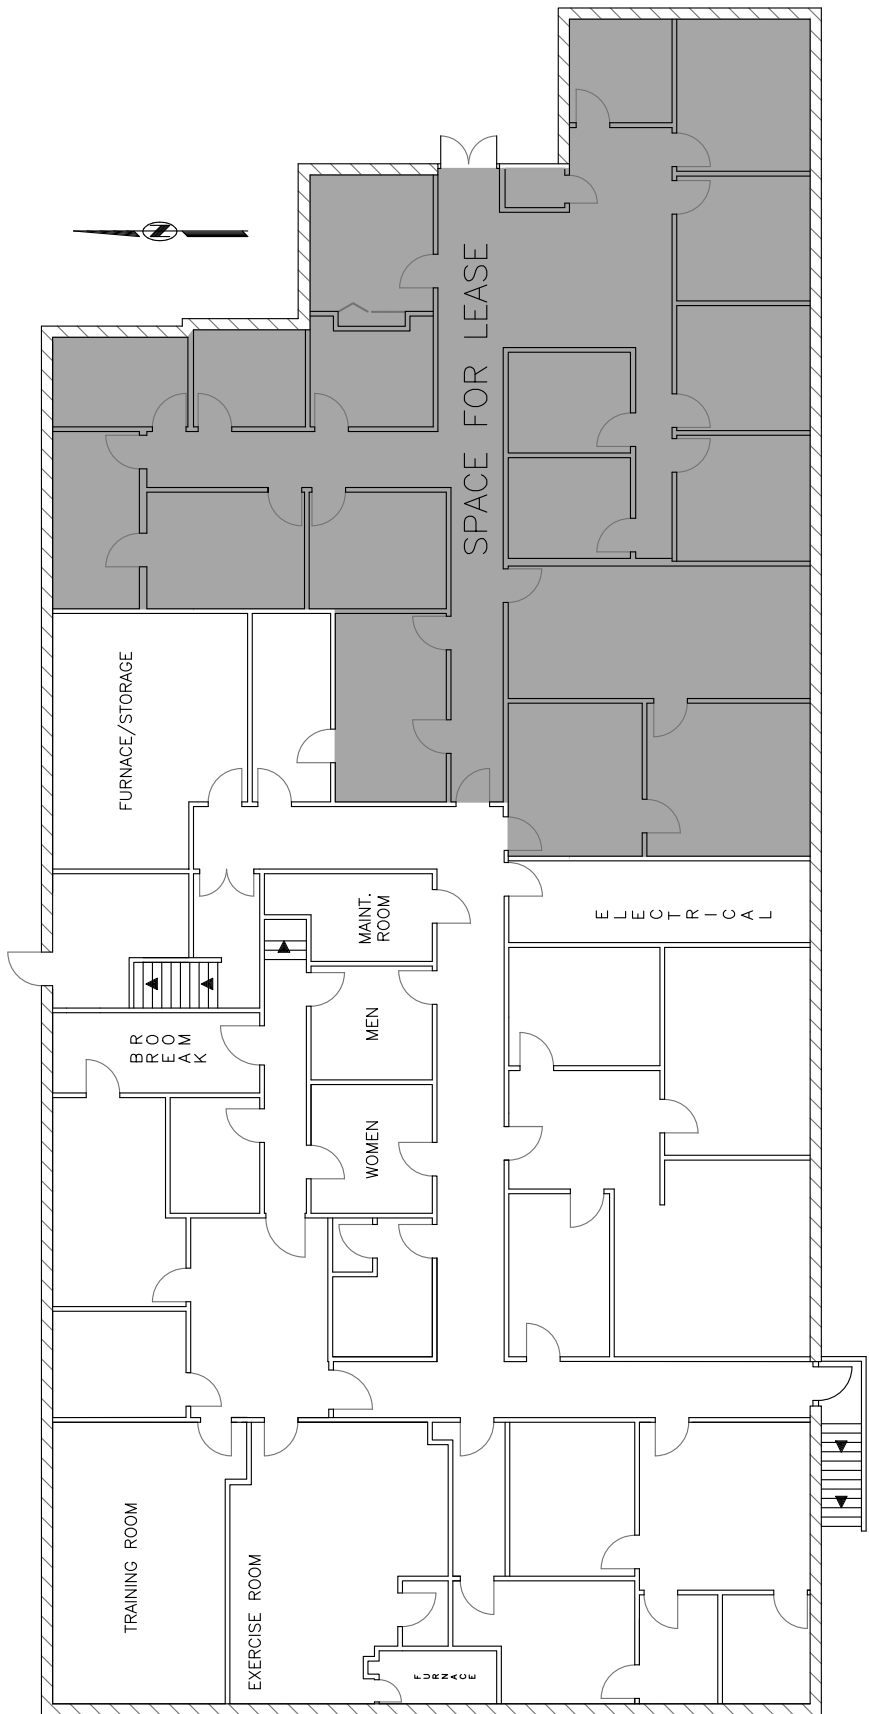 SPACE FOR LEASE
FURNACE/STORAGE
MAINT.
ROOM
ELECTRICAL
MEN
BREAK
ROOM
WOMEN
TRAINING ROOM
EXERCISE ROOM
FURNACE
N